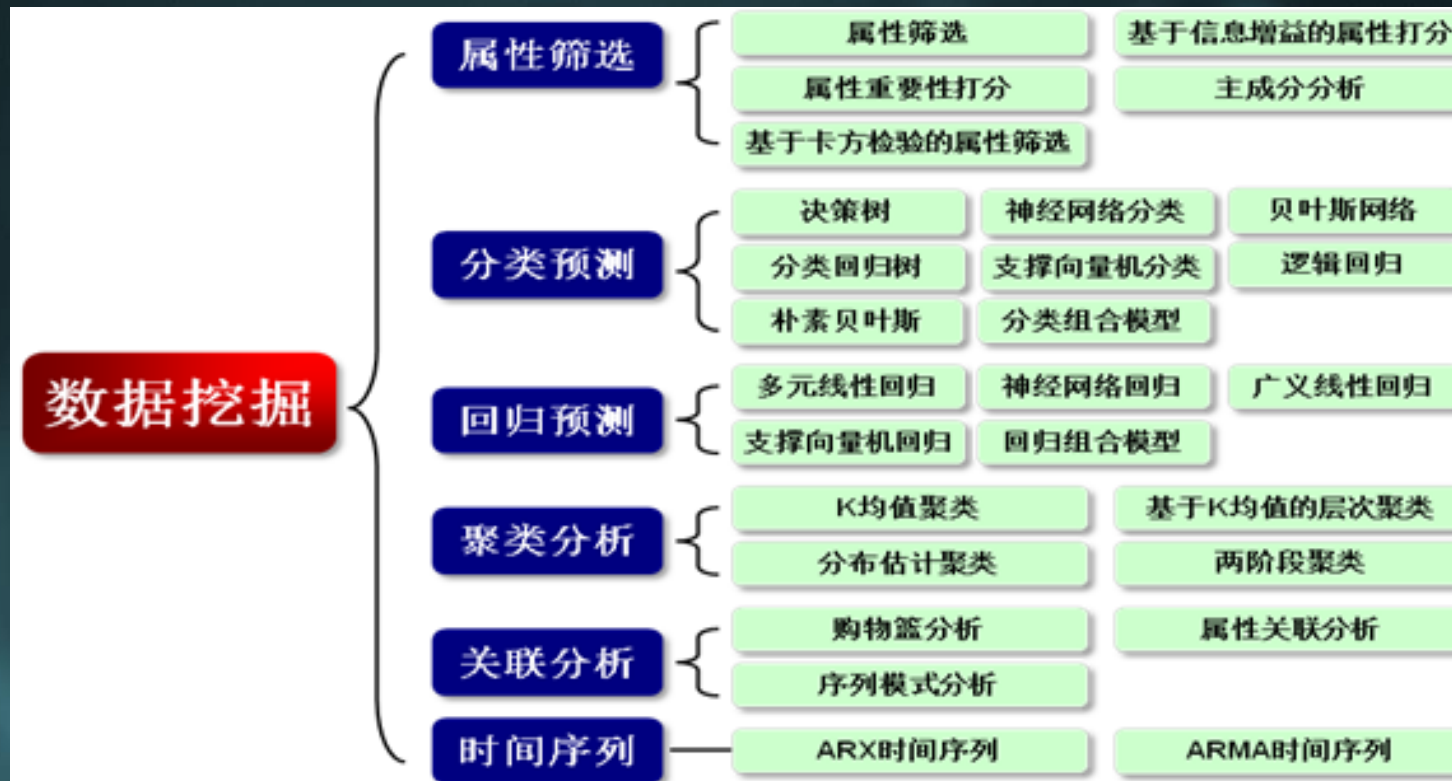 数据挖掘
属性筛选
属性筛选
基于信息增益的属性打分
属性重要性打分
主成分分析
基于卡方检验的属性筛选
分类预测
决策树
神经网络分类
贝叶斯网络
分类回归树
支撑向量机分类
逻辑回归
朴素贝叶斯
分类组合模型
回归预测
多元线性回归
神经网络回归
广义线性回归
支撑向量机回归
回归组合模型
聚类分析
K均值聚类
基于K均值的层次聚类
分布估计聚类
两阶段聚类
关联分析
购物篮分析
属性关联分析
序列模式分析
时间序列
ARX时间序列
ARMA时间序列